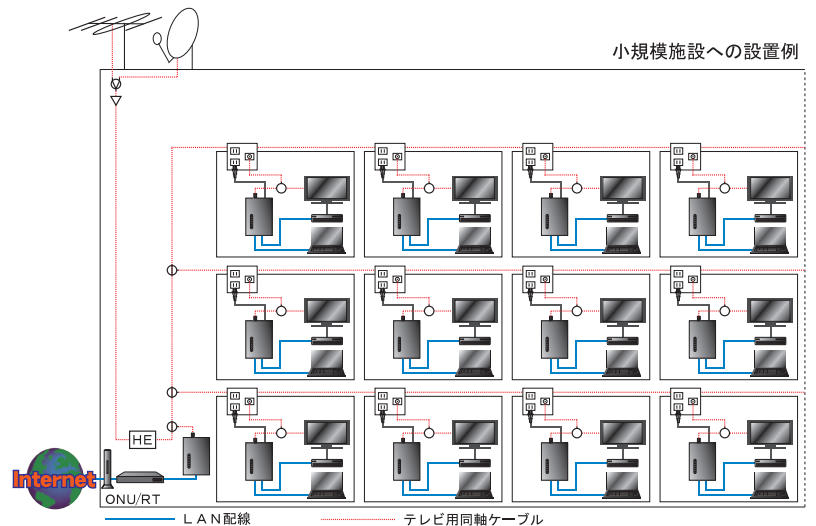 小規模施設への設置例
HE
Internet
ONU/RT
LAN配線
テレビ用同軸ケーブル